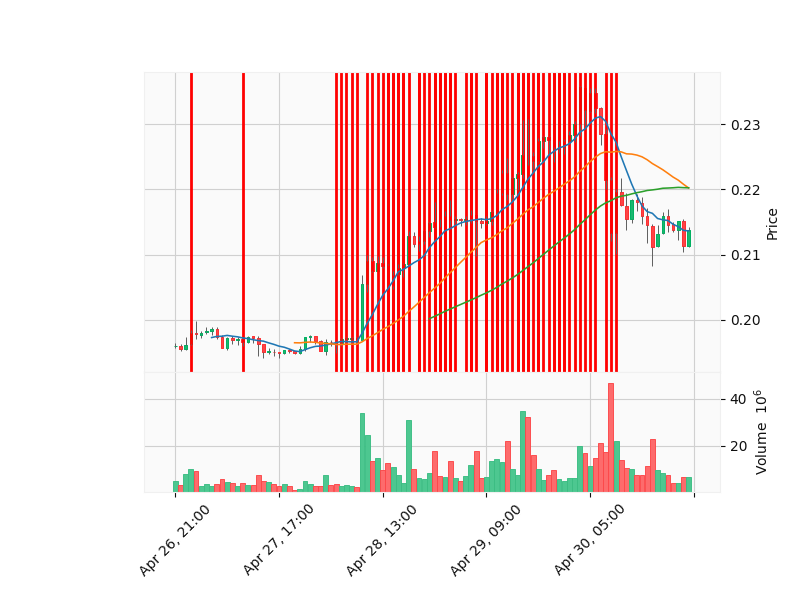 0.23
0.22
0.21
0.20
Price
40
20
Volume 10^6
Apr 26, 21:00
Apr 27, 17:00
Apr 28, 13:00
Apr 29, 09:00
Apr 30, 05:00